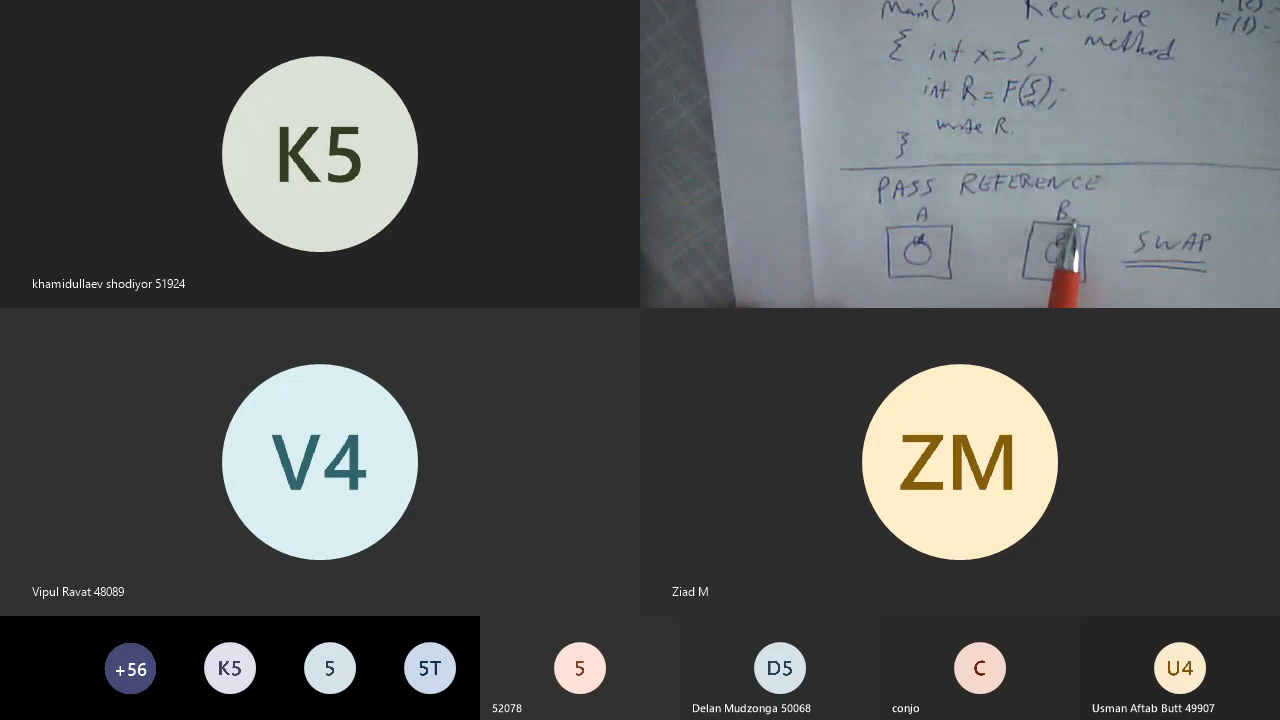 K5
khamidullaev shodiyor 51924
main() Recursive
method
{ int x=5;
int R = F(5);
write R.
}
PASS REFERENCE
A B
SWAP
V4
Vipul Ravat 48089
ZM
Ziad M
+56
K5
5
5T
5
52078
D5
Delan Mudzonga 50068
C
conjo
U4
Usman Aftab Butt 49907